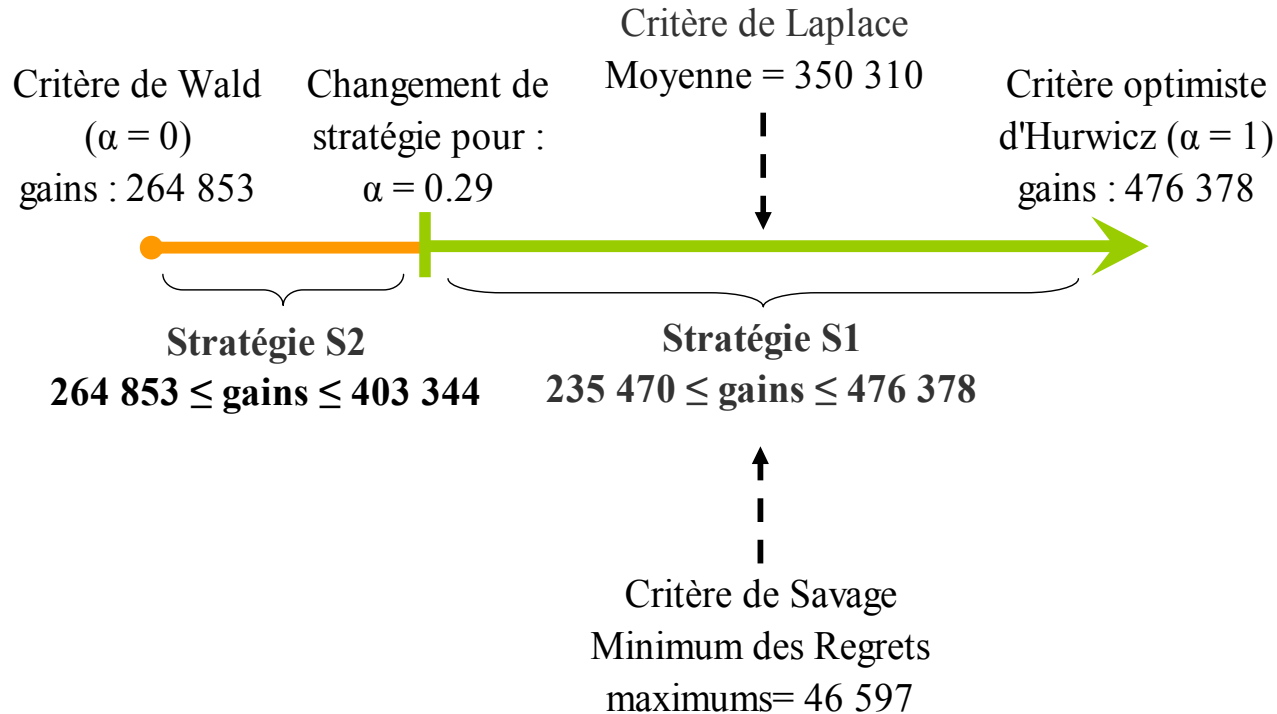 Critère de Laplace
Moyenne = 350 310
Critère de Wald
(α = 0)
gains : 264 853
Changement de
stratégie pour :
α = 0.29
Critère optimiste
d'Hurwicz (α = 1)
gains : 476 378
Stratégie S2
264 853 ≤ gains ≤ 403 344
Stratégie S1
235 470 ≤ gains ≤ 476 378
Critère de Savage
Minimum des Regrets
maximums= 46 597